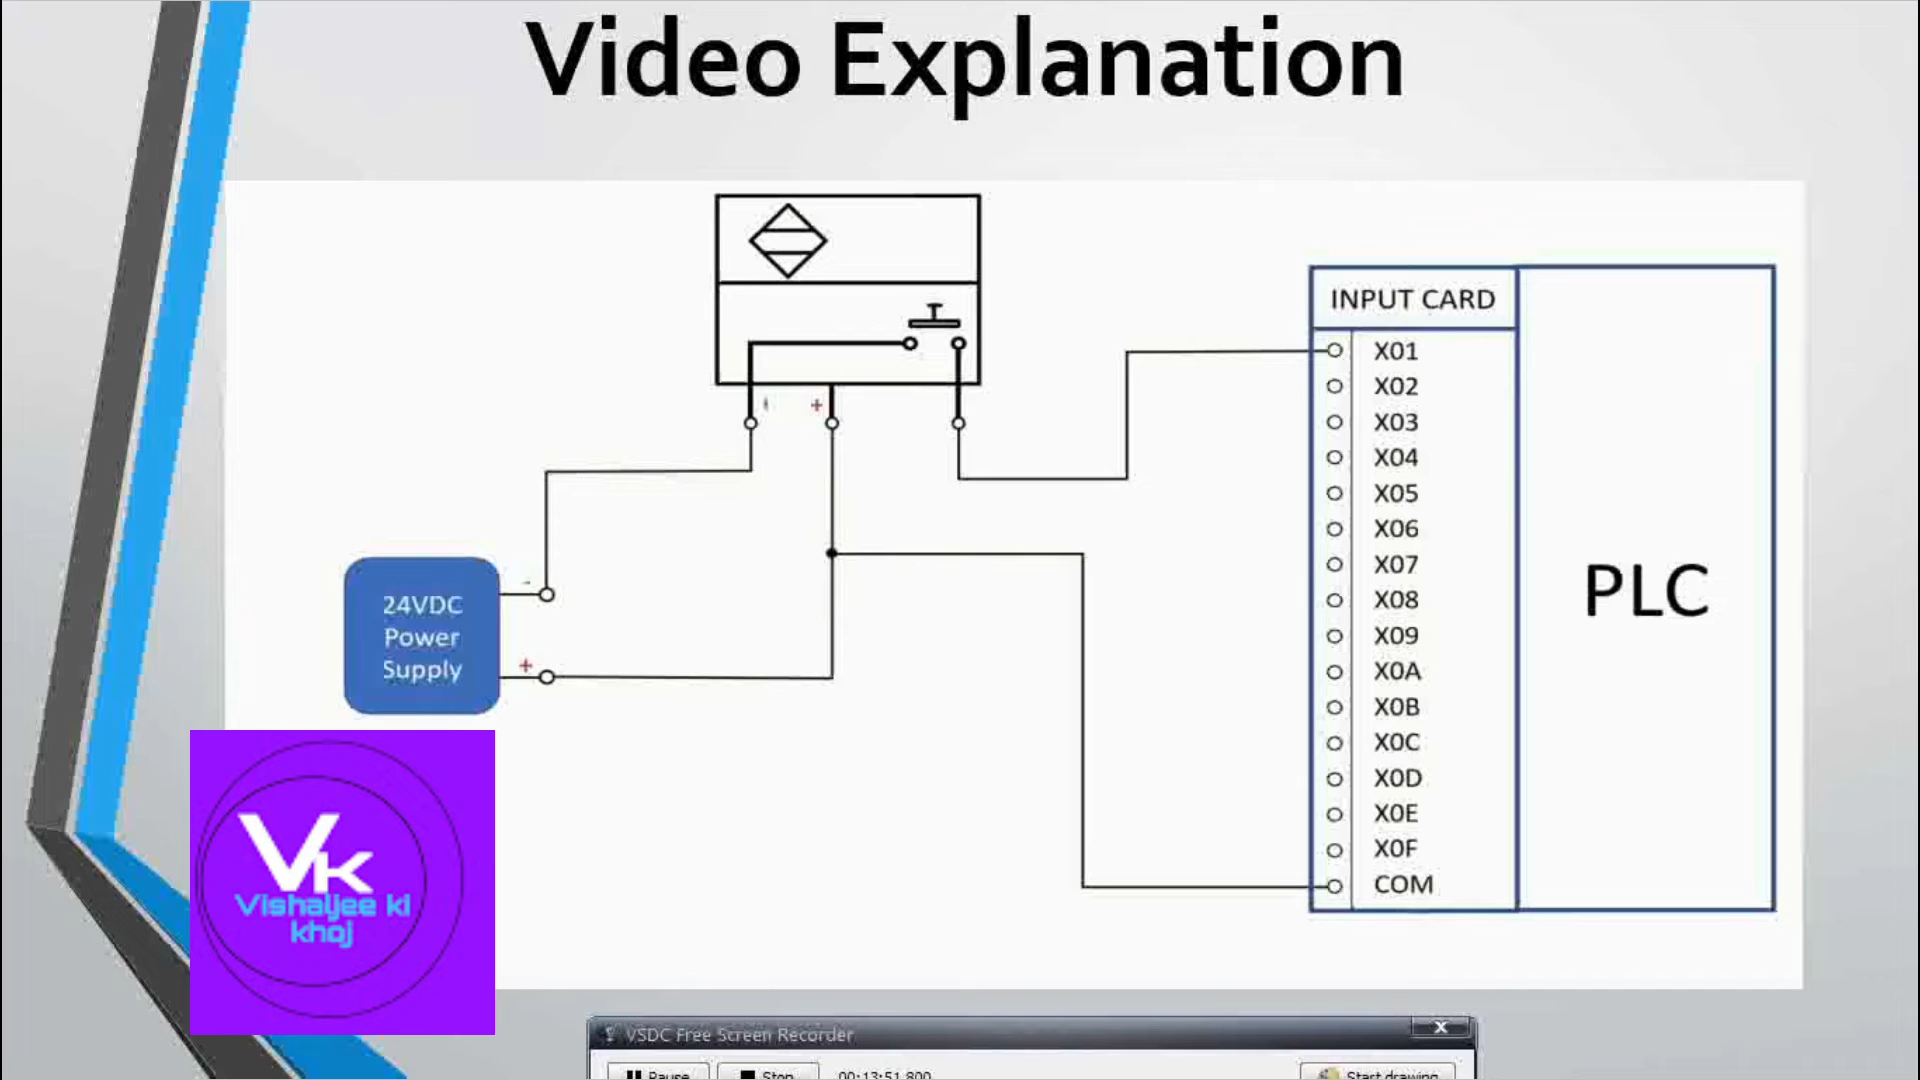 Video Explanation
INPUT CARD
X01
X02
X03
X04
X05
X06
X07
X08
X09
X0A
X0B
X0C
X0D
X0E
X0F
COM
PLC
+
-
+
24VDC
Power
Supply
VK
Vishaljee ki
khoj
VSDC Free Screen Recorder
Pause
Stop
00:13:51.800
Start drawing